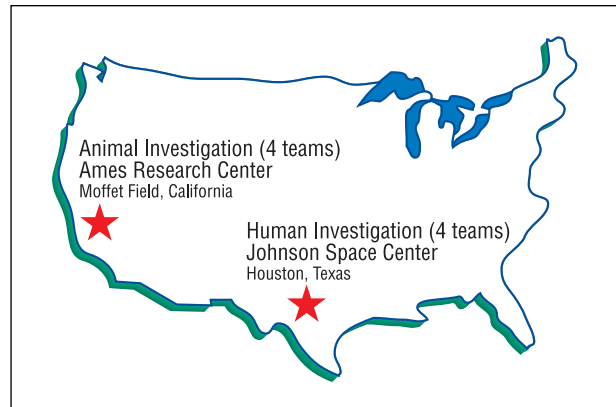 Animal Investigation (4 teams)
Ames Research Center
Moffet Field, California
Human Investigation (4 teams)
Johnson Space Center
Houston, Texas